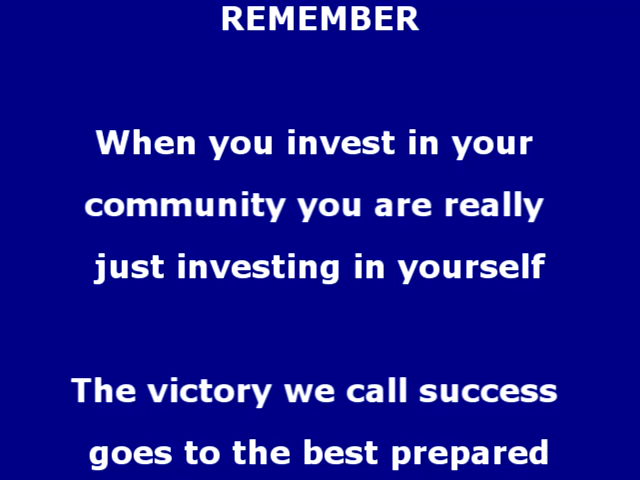 REMEMBER
When you invest in your
community you are really
just investing in yourself
The victory we call success
goes to the best prepared